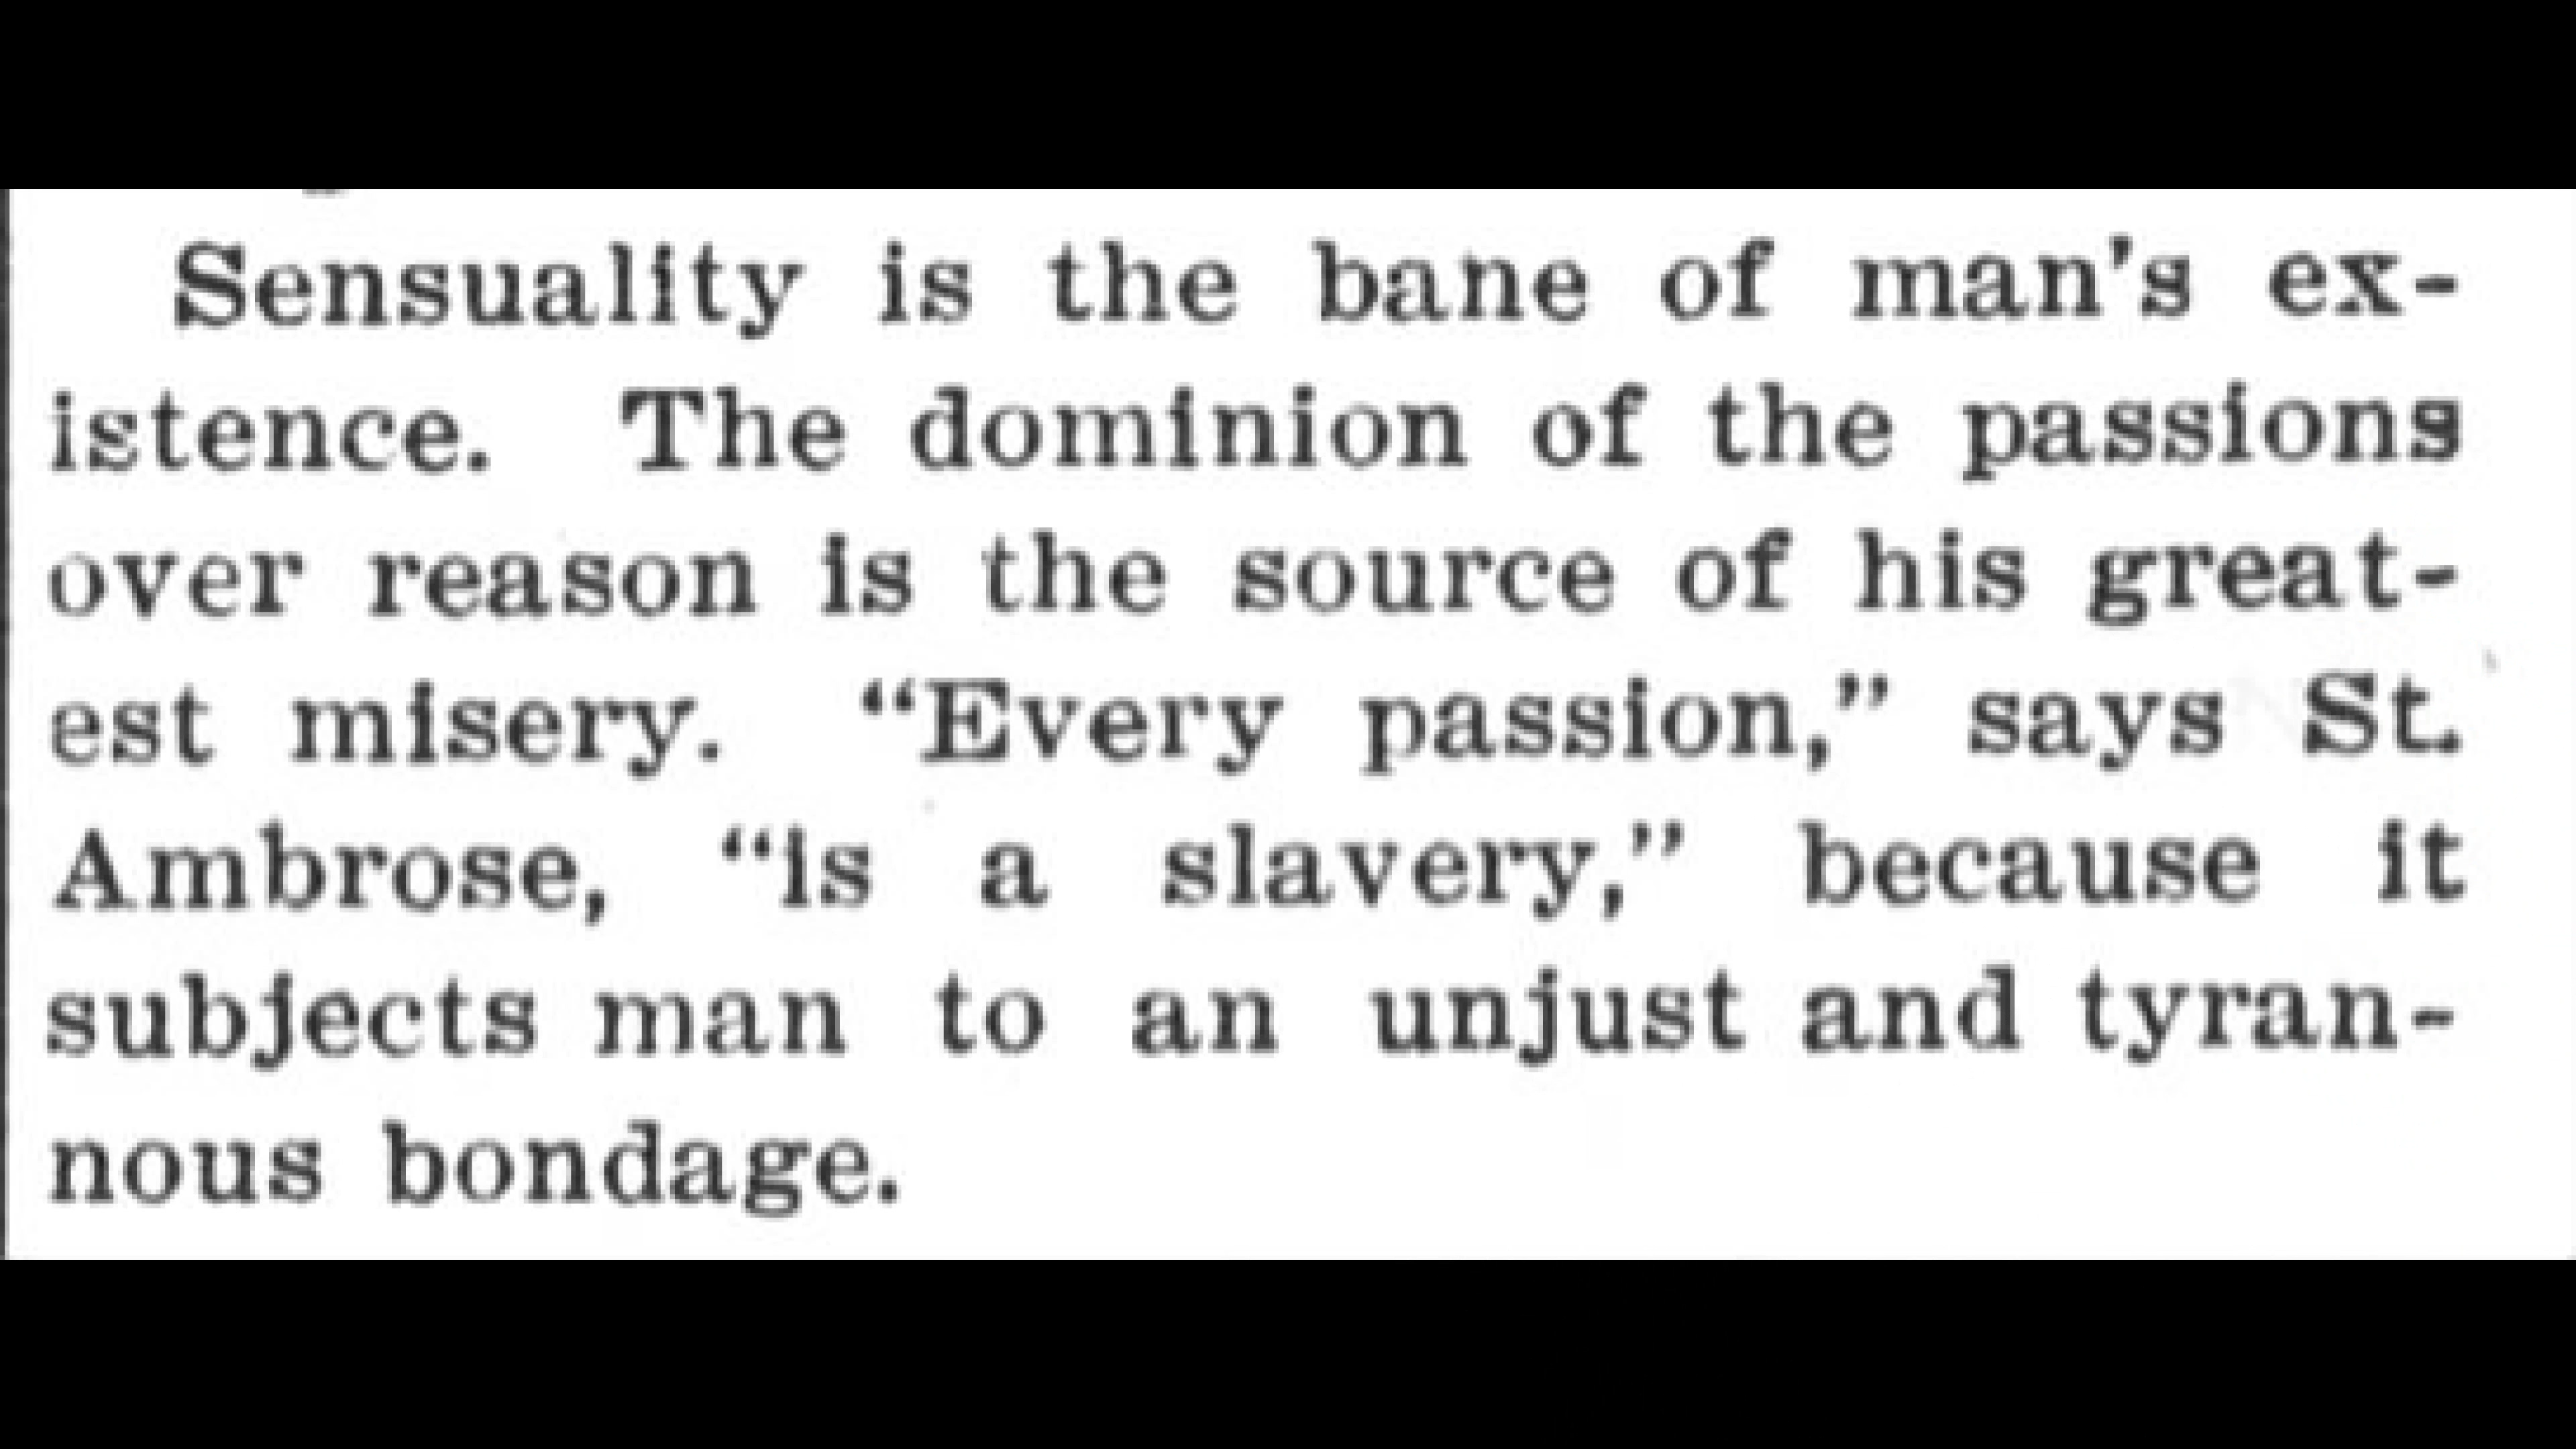 Sensuality is the bane of man's ex-
istence. The dominion of the passions
over reason is the source of his great-
est misery. “Every passion,” says St.
Ambrose, “is a slavery,” because it
subjects man to an unjust and tyran-
nous bondage.